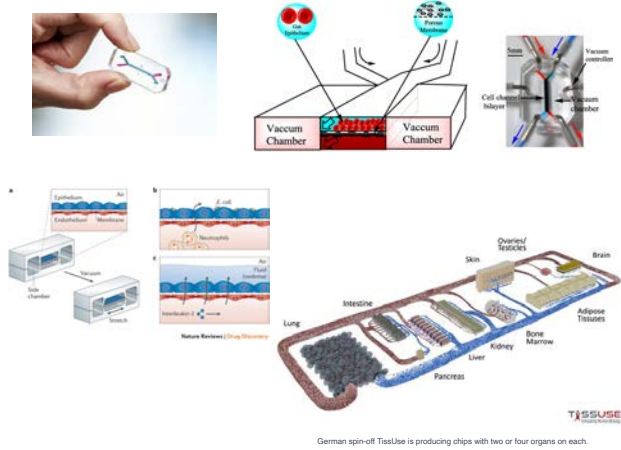 Gut
Epithelium
Porous
Membrane
Vaccum
Chamber
Vaccum
Chamber
5mm
Vacuum
controller
Cell channel
bilayer
Vacuum
chamber
a
Epithelium
Air
Endothelium
Membrane
Side
chamber
Vacuum
Stretch
b
E. coli
Neutrophils
c
Air
Fluid
(oedema)
Interleukin-2
Nature Reviews | Drug Discovery
Lung
Intestine
Skin
Ovaries/
Testicles
Brain
Adipose
Tissuses
Bone
Marrow
Kidney
Liver
Pancreas
TISSUSE
German spin-off TissUse is producing chips with two or four organs on each.